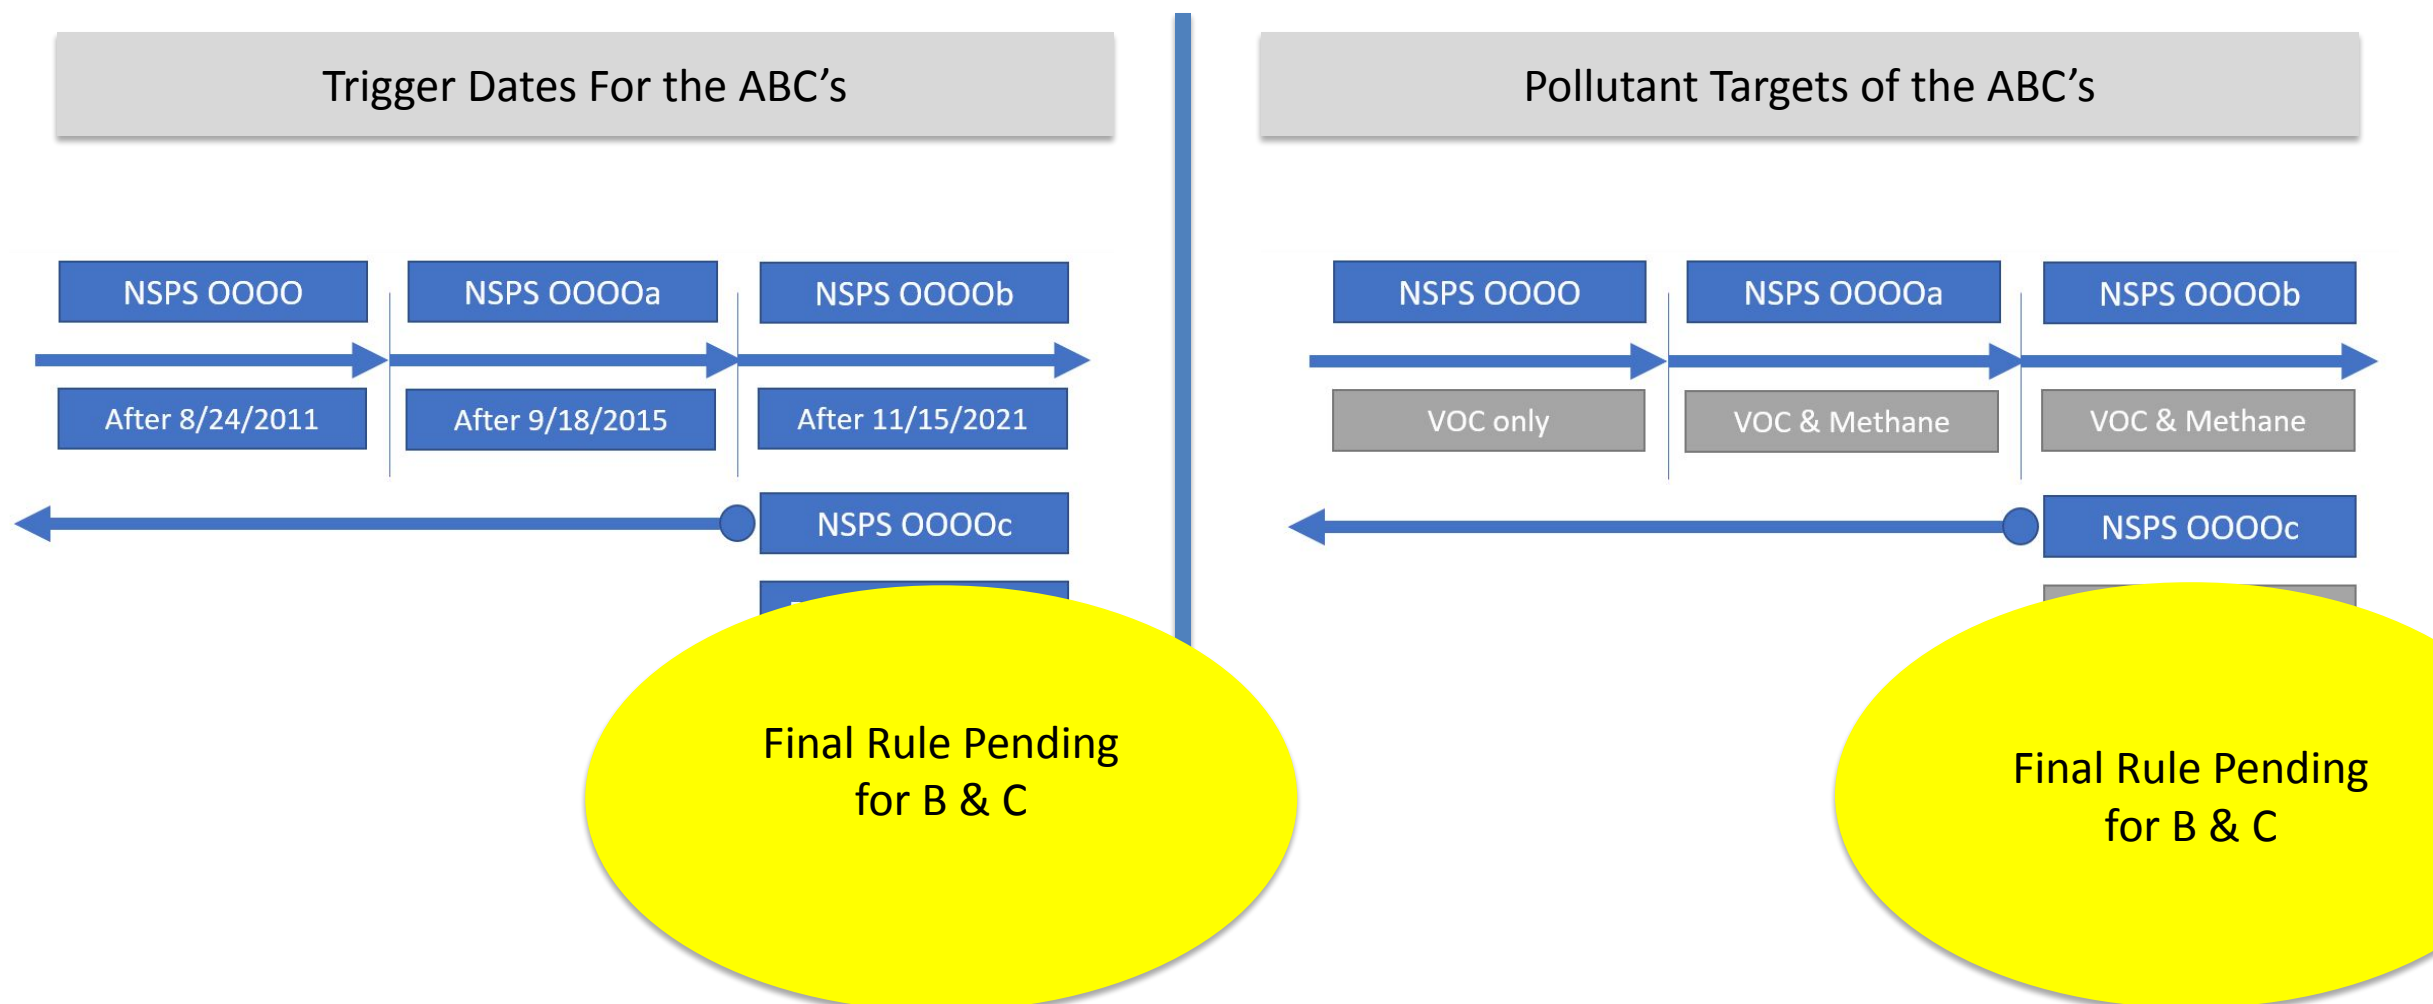 Trigger Dates For the ABC's
NSPS OOOO
NSPS OOOOa
NSPS OOOOb
After 8/24/2011
After 9/18/2015
After 11/15/2021
NSPS OOOOc
Final Rule Pending
for B & C
Pollutant Targets of the ABC's
NSPS OOOO
NSPS OOOOa
NSPS OOOOb
VOC only
VOC & Methane
VOC & Methane
NSPS OOOOc
Final Rule Pending
for B & C